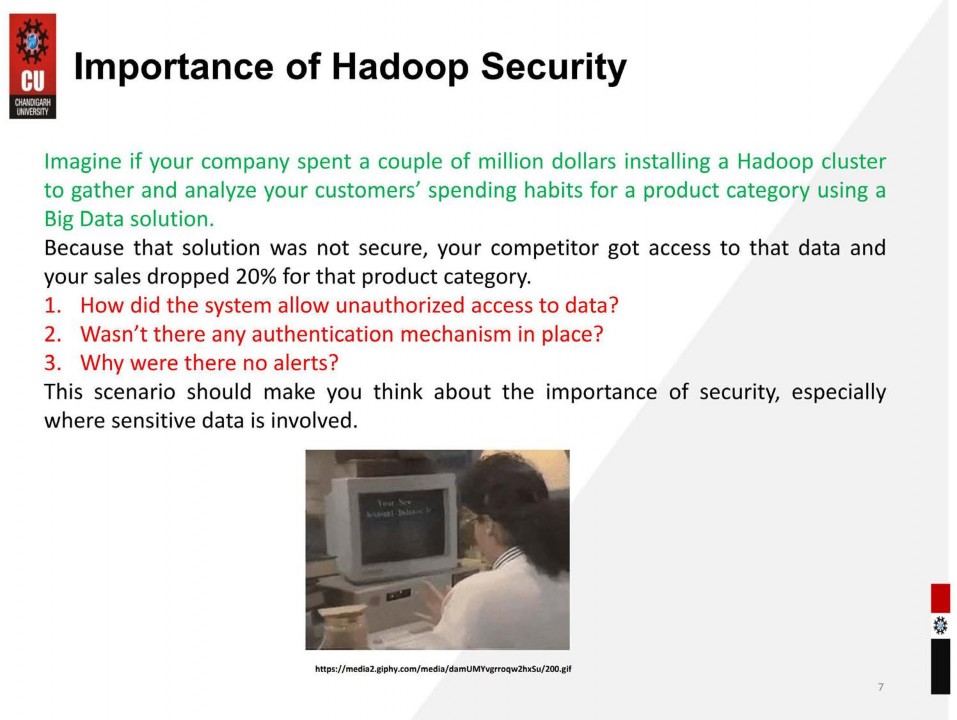 CU
CHANDIGARH
UNIVERSITY
Importance of Hadoop Security
Imagine if your company spent a couple of million dollars installing a Hadoop cluster
to gather and analyze your customers’ spending habits for a product category using a
Big Data solution.
Because that solution was not secure, your competitor got access to that data and
your sales dropped 20% for that product category.
1. How did the system allow unauthorized access to data?
2. Wasn’t there any authentication mechanism in place?
3. Why were there no alerts?
This scenario should make you think about the importance of security, especially
where sensitive data is involved.
Your New
Account Balance Is
https://media2.giphy.com/media/damUMYvgrroqw2hxSu/200.gif
7